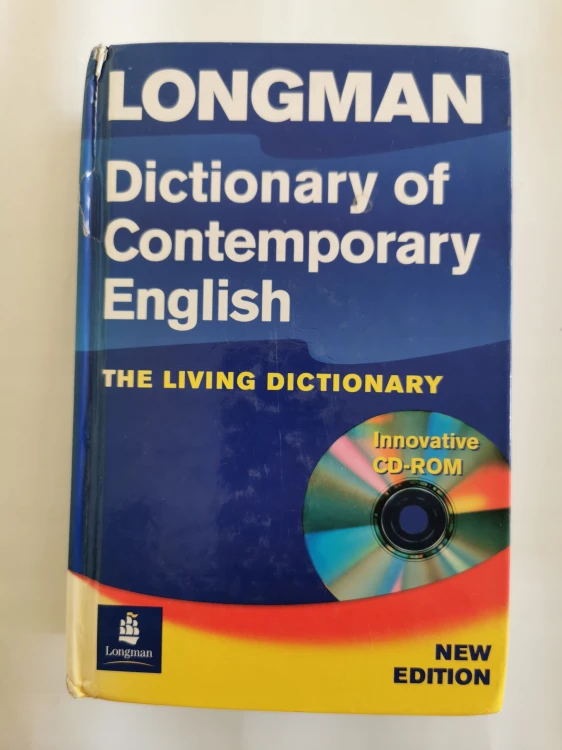 LONGMAN
Dictionary of
Contemporary
English
THE LIVING DICTIONARY
Innovative
CD-ROM
Longman
NEW
EDITION